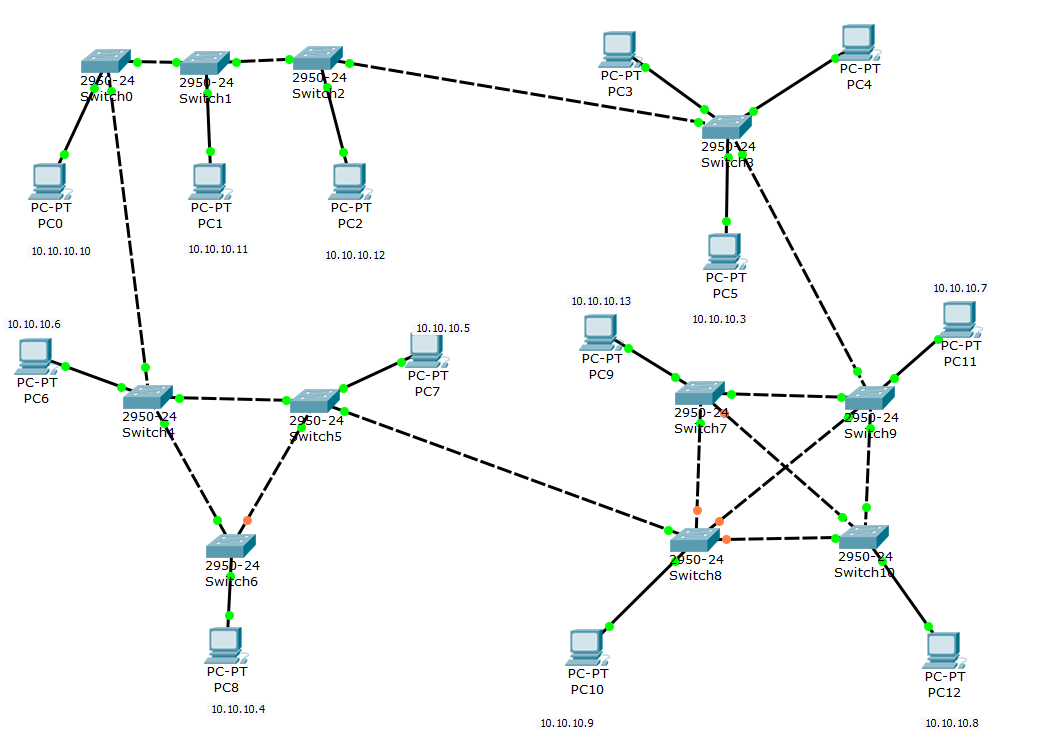 2950-24
Switch0
2950-24
Switch1
2950-24
Switch2
PC-PT
PC3
PC-PT
PC4
2950-24
Switch3
PC-PT
PC0
10.10.10.10
PC-PT
PC1
10.10.10.11
PC-PT
PC2
10.10.10.12
PC-PT
PC5
10.10.10.3
10.10.10.6
PC-PT
PC6
10.10.10.5
PC-PT
PC7
10.10.10.13
PC-PT
PC9
10.10.10.7
PC-PT
PC11
2950-24
Switch4
2950-24
Switch5
2950-24
Switch7
2950-24
Switch9
2950-24
Switch6
2950-24
Switch8
2950-24
Switch10
PC-PT
PC8
10.10.10.4
PC-PT
PC10
10.10.10.9
PC-PT
PC12
10.10.10.8